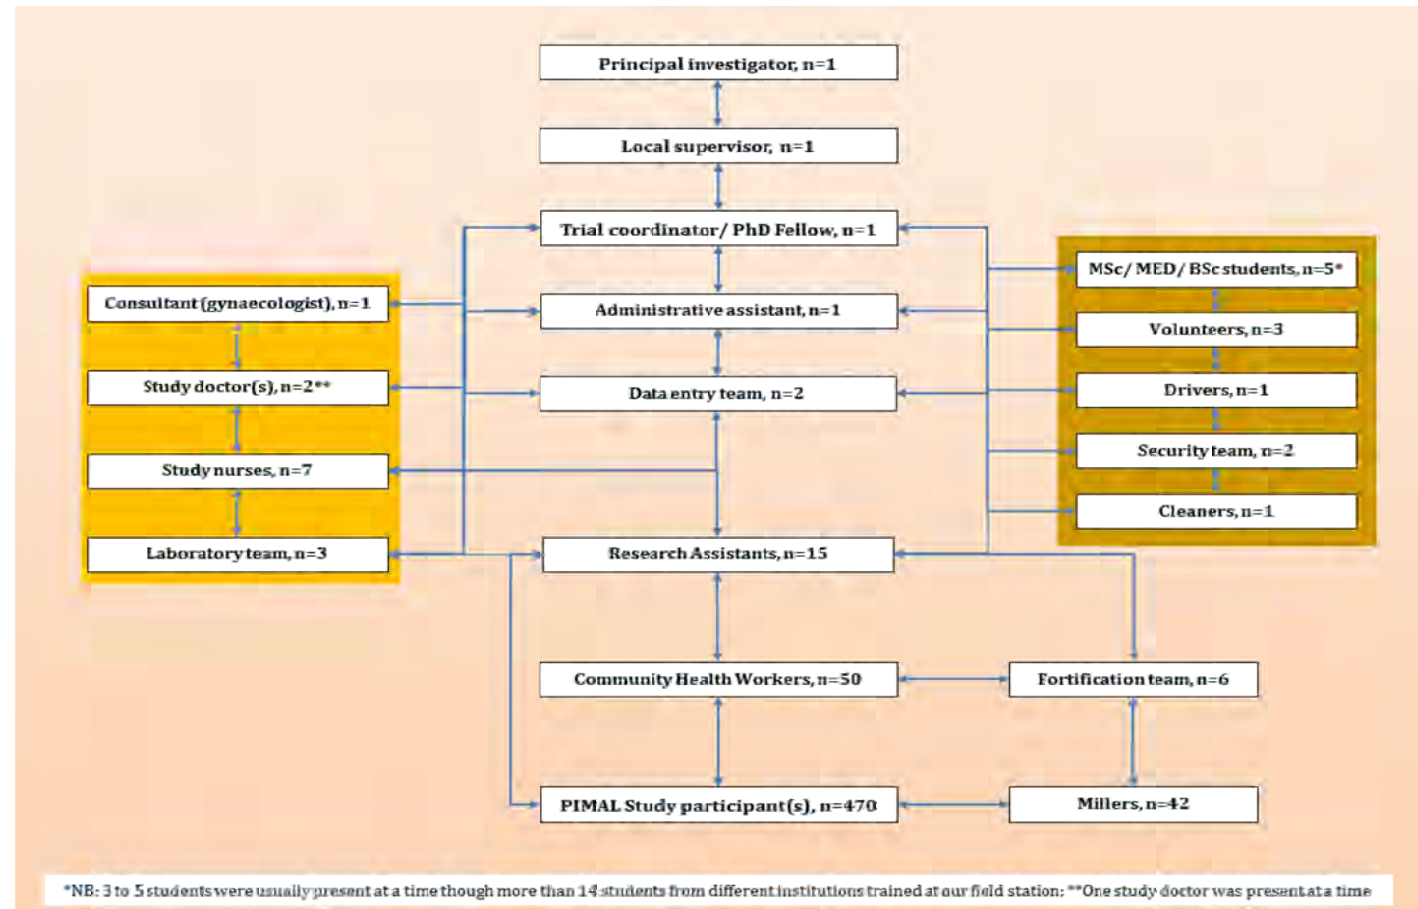 Principal investigator, n=1
Local supervisor, n=1
Trial coordinator/ PhD Fellow, n=1
Administrative assistant, n=1
Data entry team, n=2
Consultant (gynaecologist), n=1
Study doctor(s), n=2**
Study nurses, n=7
Laboratory team, n=3
MSc/ MED/ BSc students, n=5*
Volunteers, n=3
Drivers, n=1
Security team, n=2
Cleaners, n=1
Research Assistants, n=15
Community Health Workers, n=50
Fortification team, n=6
PIMAL Study participant(s), n=470
Millers, n=42
*NB: 3 to 5 students were usually present at a time though more than 14 students from different institutions trained at our field station; **One study doctor was present at a time